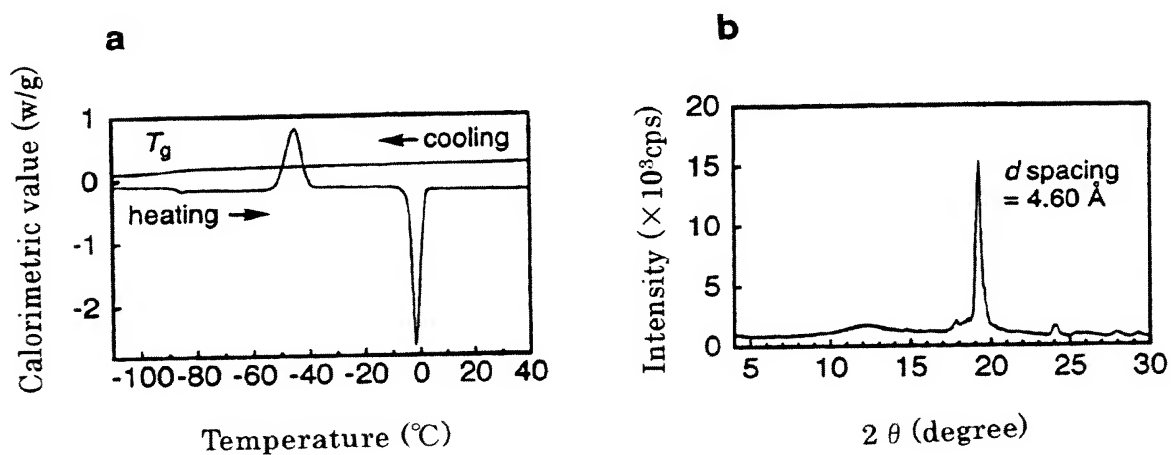 a
Calorimetric value (w/g)
1
0
-1
-2
Tg
← cooling
heating →
-100 -80 -60 -40 -20 0 20 40
Temperature (℃)
b
Intensity (×10³cps)
20
15
10
5
0
d spacing
= 4.60 Å
5 10 15 19 25 30
2 θ (degree)